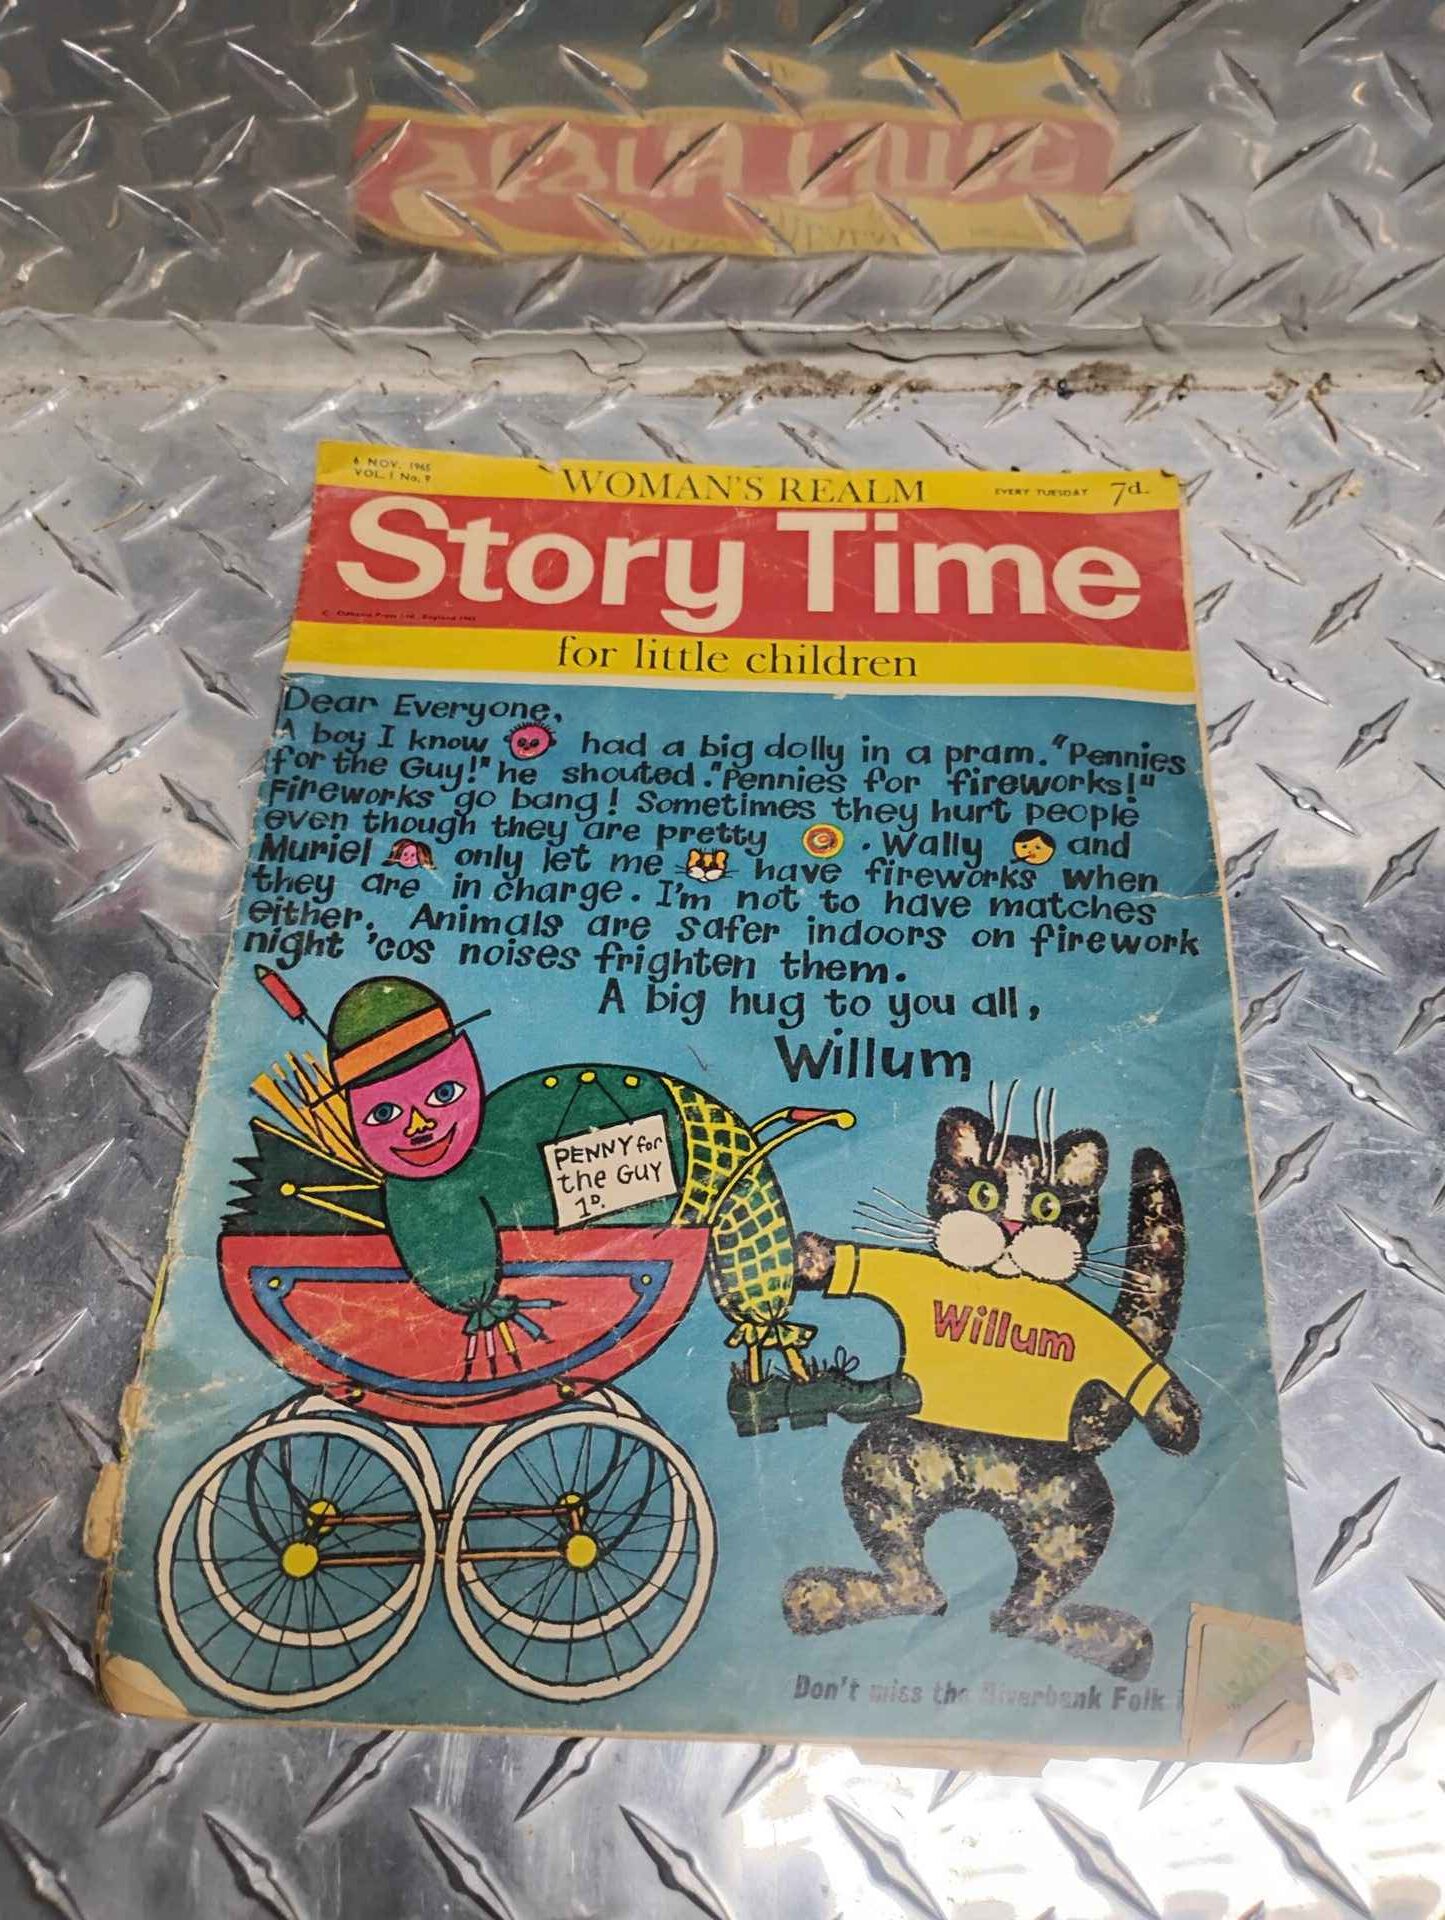 6 NOV. 1965
VOL. 1 No. 9
WOMAN'S REALM
EVERY TUESDAY 7d.
Story Time
Press Ltd., England 1965
for little children
Dear Everyone,
A boy I know had a big dolly in a pram. "Pennies
for the Guy!" he shouted. "Pennies for fireworks!"
Fireworks go bang! Sometimes they hurt people
even though they are pretty . Wally and
Muriel only let me have fireworks when
they are in charge. I'm not to have matches
either. Animals are safer indoors on firework
night 'cos noises frighten them.
A big hug to you all,
Willum
PENNY for
the GUY
1D.
Willum
Don't miss the Riverbank Folk